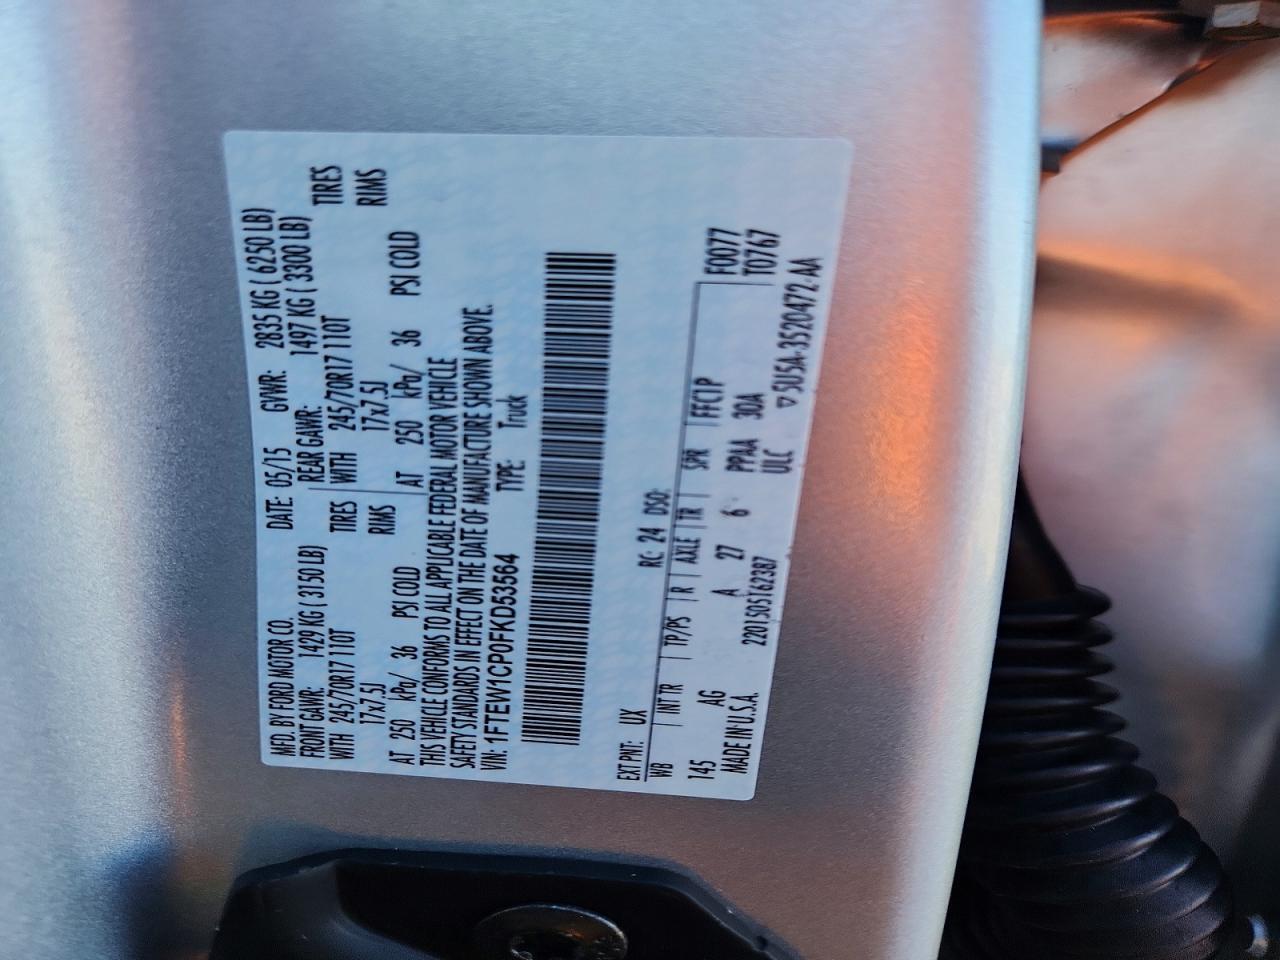 MFD. BY FORD MOTOR CO. DATE: 05/15 GVWR: 2835 KG ( 6250 LB)
FRONT GAWR: 1429 KG ( 3150 LB) REAR GAWR: 1497 KG ( 3300 LB)
WITH 245/70R17 110T TIRES WITH 245/70R17 110T TIRES
17x7.5J RIMS 17x7.5J RIMS
AT 250 kPa/ 36 PSI COLD AT 250 kPa/ 36 PSI COLD
THIS VEHICLE CONFORMS TO ALL APPLICABLE FEDERAL MOTOR VEHICLE
SAFETY STANDARDS IN EFFECT ON THE DATE OF MANUFACTURE SHOWN ABOVE.
VIN: 1FTEW1CP0FKD53564 TYPE: Truck
EXT PNT: UX RC: 24 DSO:
WB INT TR TP/PS R AXLE TR SPR F0077
145 AG A 27 6 PPAA FFC1P T0767
MADE IN U.S.A. 2201505T62387 ULC 30A
▽5U5A-3520472-AA